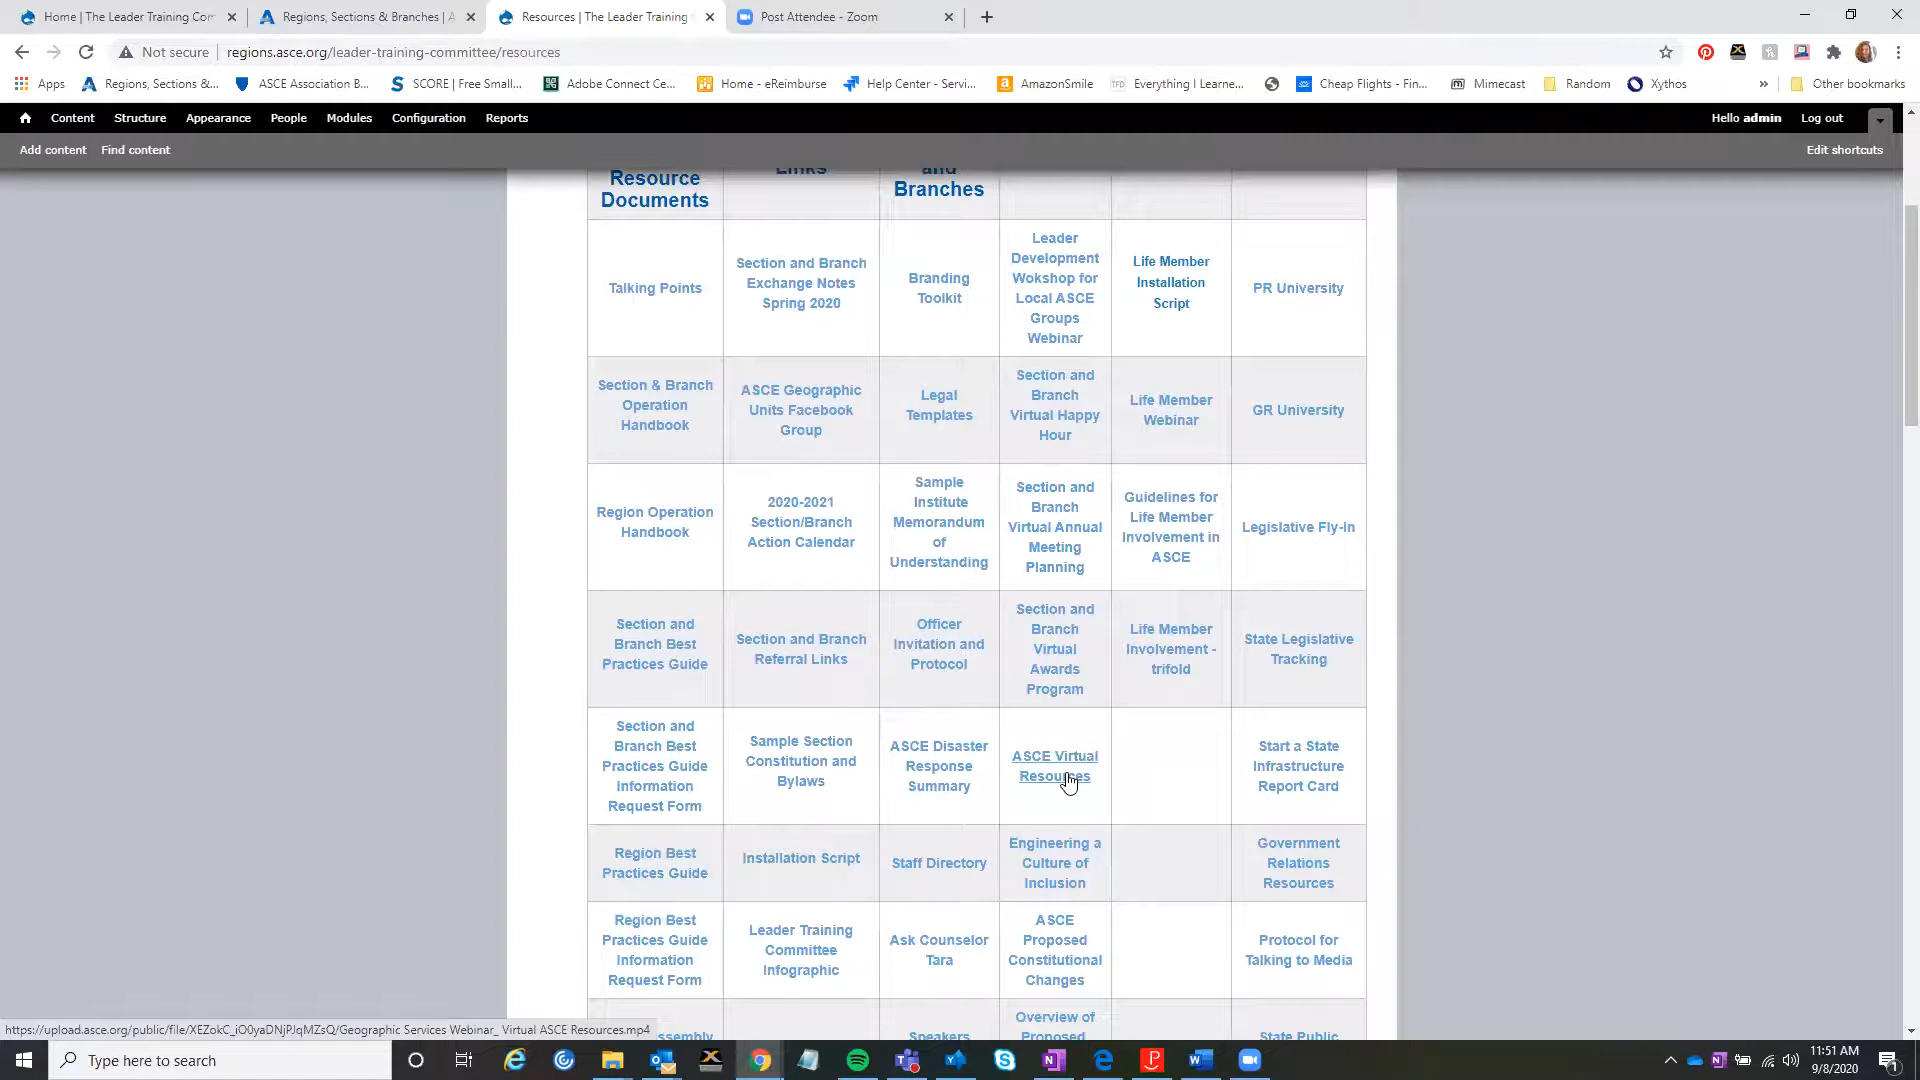 Home | The Leader Training Com
Regions, Sections & Branches | A
Resources | The Leader Training
Post Attendee - Zoom
Not secure
regions.asce.org/leader-training-committee/resources
Apps
Regions, Sections &...
ASCE Association B...
SCORE | Free Small...
Adobe Connect Ce...
Home - eReimburse
Help Center - Servi...
AmazonSmile
TFD
Everything I Learne...
Cheap Flights - Fin...
Mimecast
Random
Xythos
»
Other bookmarks
Content
Structure
Appearance
People
Modules
Configuration
Reports
Hello admin
Log out
Add content
Find content
Edit shortcuts
Resource
Documents
Links
and
Branches
Talking Points
Section and Branch
Exchange Notes
Spring 2020
Branding
Toolkit
Leader
Development
Wokshop for
Local ASCE
Groups
Webinar
Life Member
Installation
Script
PR University
Section & Branch
Operation
Handbook
ASCE Geographic
Units Facebook
Group
Legal
Templates
Section and
Branch
Virtual Happy
Hour
Life Member
Webinar
GR University
Region Operation
Handbook
2020-2021
Section/Branch
Action Calendar
Sample
Institute
Memorandum
of
Understanding
Section and
Branch
Virtual Annual
Meeting
Planning
Guidelines for
Life Member
Involvement in
ASCE
Legislative Fly-In
Section and
Branch Best
Practices Guide
Section and Branch
Referral Links
Officer
Invitation and
Protocol
Section and
Branch
Virtual
Awards
Program
Life Member
Involvement -
trifold
State Legislative
Tracking
Section and
Branch Best
Practices Guide
Information
Request Form
Sample Section
Constitution and
Bylaws
ASCE Disaster
Response
Summary
ASCE Virtual
Resources
Start a State
Infrastructure
Report Card
Region Best
Practices Guide
Installation Script
Staff Directory
Engineering a
Culture of
Inclusion
Government
Relations
Resources
Region Best
Practices Guide
Information
Request Form
Leader Training
Committee
Infographic
Ask Counselor
Tara
ASCE
Proposed
Constitutional
Changes
Protocol for
Talking to Media
ssembly
Speakers
Overview of
Proposed
State Public
https://upload.asce.org/public/file/XEZokC_iO0yaDNjPJqMZsQ/Geographic Services Webinar_ Virtual ASCE Resources.mp4
Type here to search
11:51 AM
9/8/2020